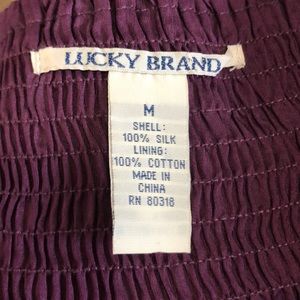 LUCKY BRAND
M
SHELL:
100% SILK
LINING:
100% COTTON
MADE IN
CHINA
RN 80318